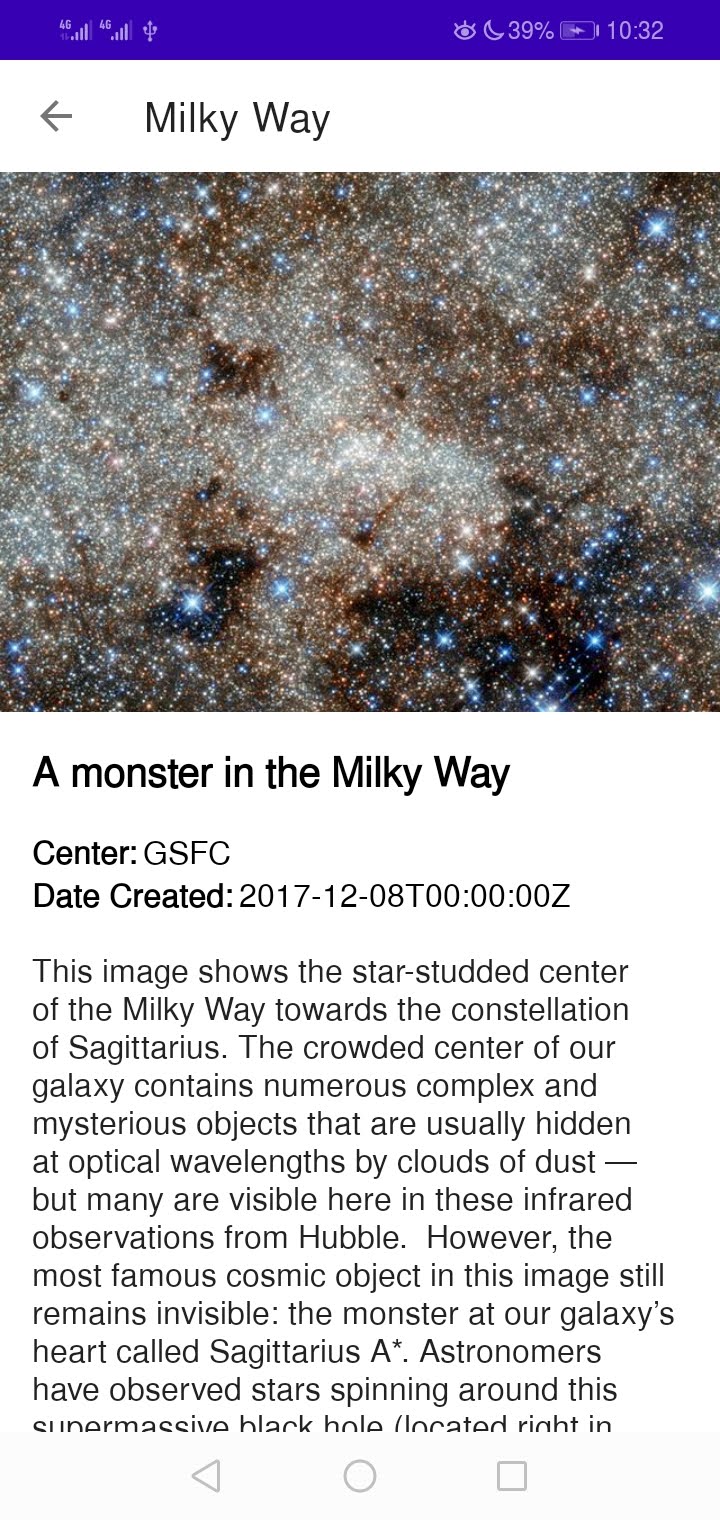 4G 4G 39% 10:32
Milky Way
A monster in the Milky Way
Center: GSFC
Date Created: 2017-12-08T00:00:00Z
This image shows the star-studded center
of the Milky Way towards the constellation
of Sagittarius. The crowded center of our
galaxy contains numerous complex and
mysterious objects that are usually hidden
at optical wavelengths by clouds of dust —
but many are visible here in these infrared
observations from Hubble.  However, the
most famous cosmic object in this image still
remains invisible: the monster at our galaxy’s
heart called Sagittarius A*. Astronomers
have observed stars spinning around this
supermassive black hole (located right in